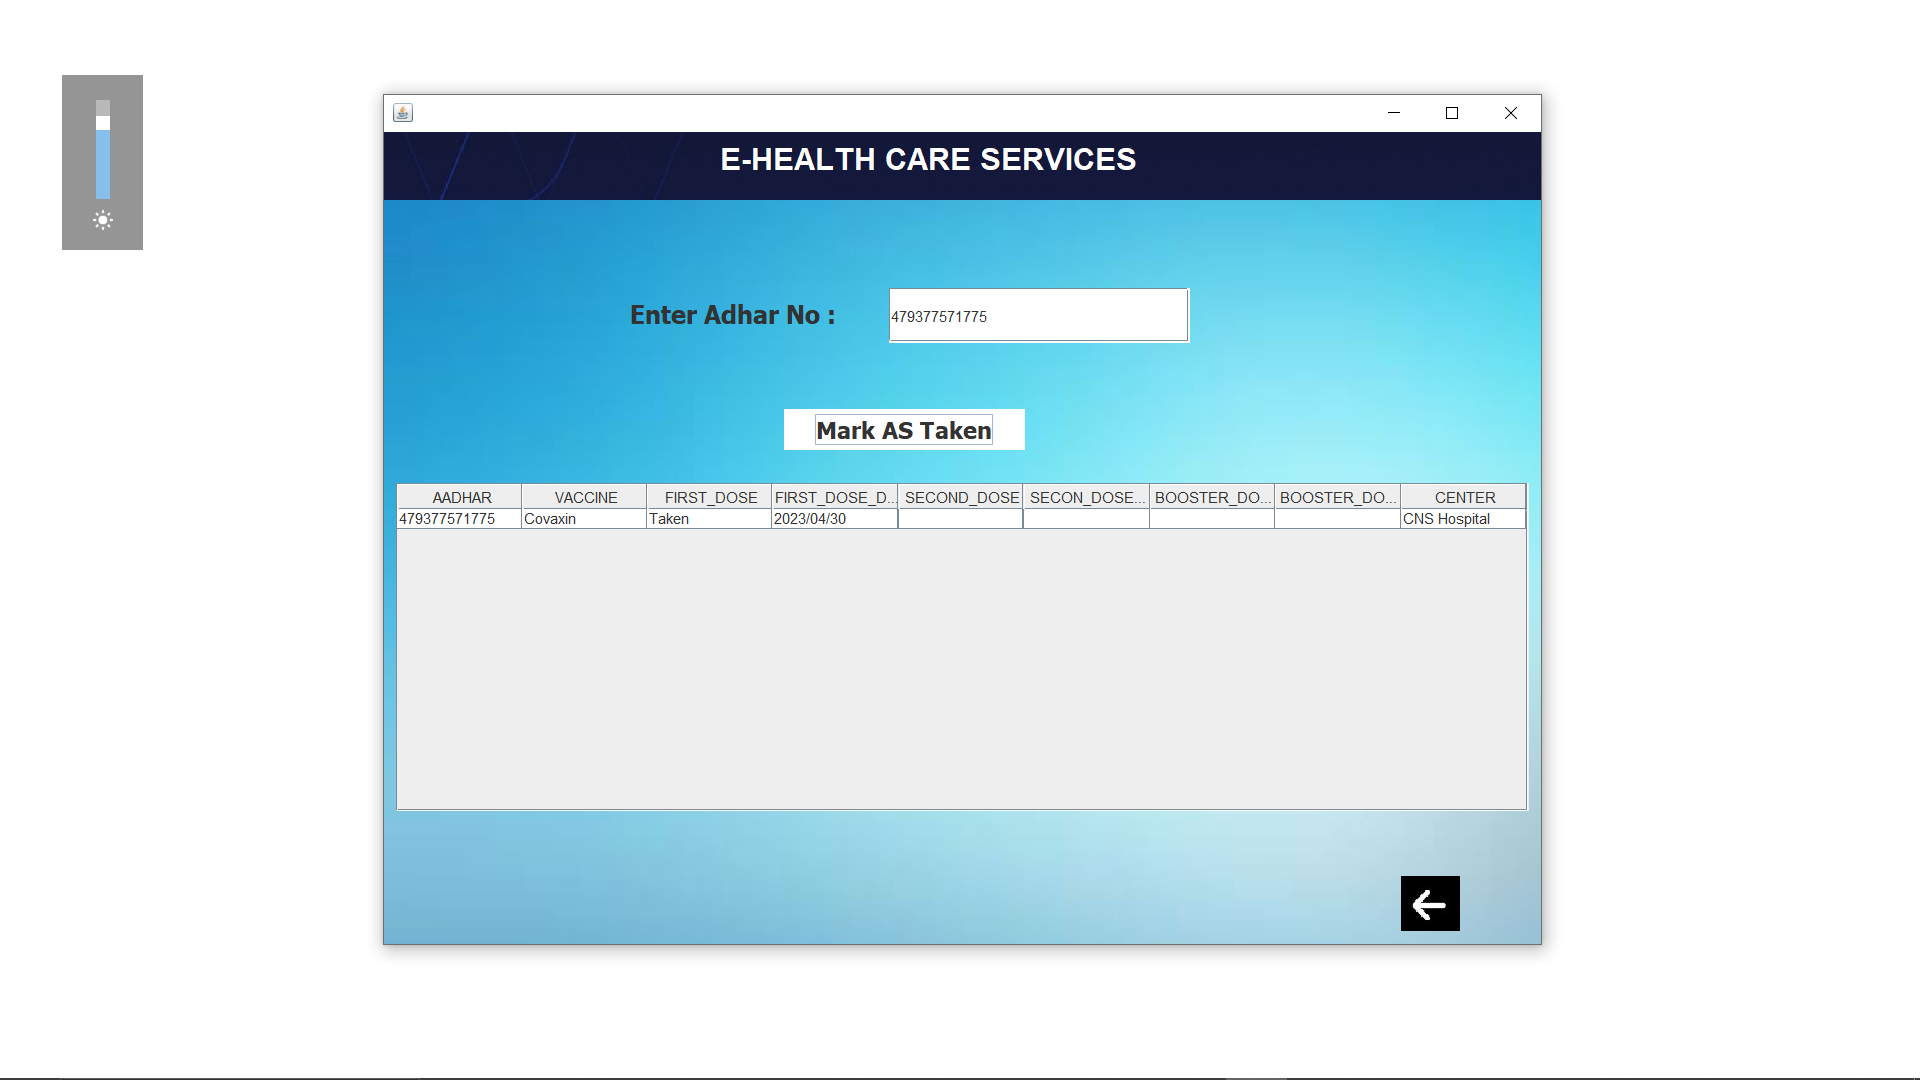 E-HEALTH CARE SERVICES
Enter Adhar No : 479377571775
Mark AS Taken
AADHAR VACCINE FIRST_DOSE FIRST_DOSE_D... SECOND_DOSE SECON_DOSE... BOOSTER_DO... BOOSTER_DO... CENTER
479377571775 Covaxin Taken 2023/04/30 CNS Hospital